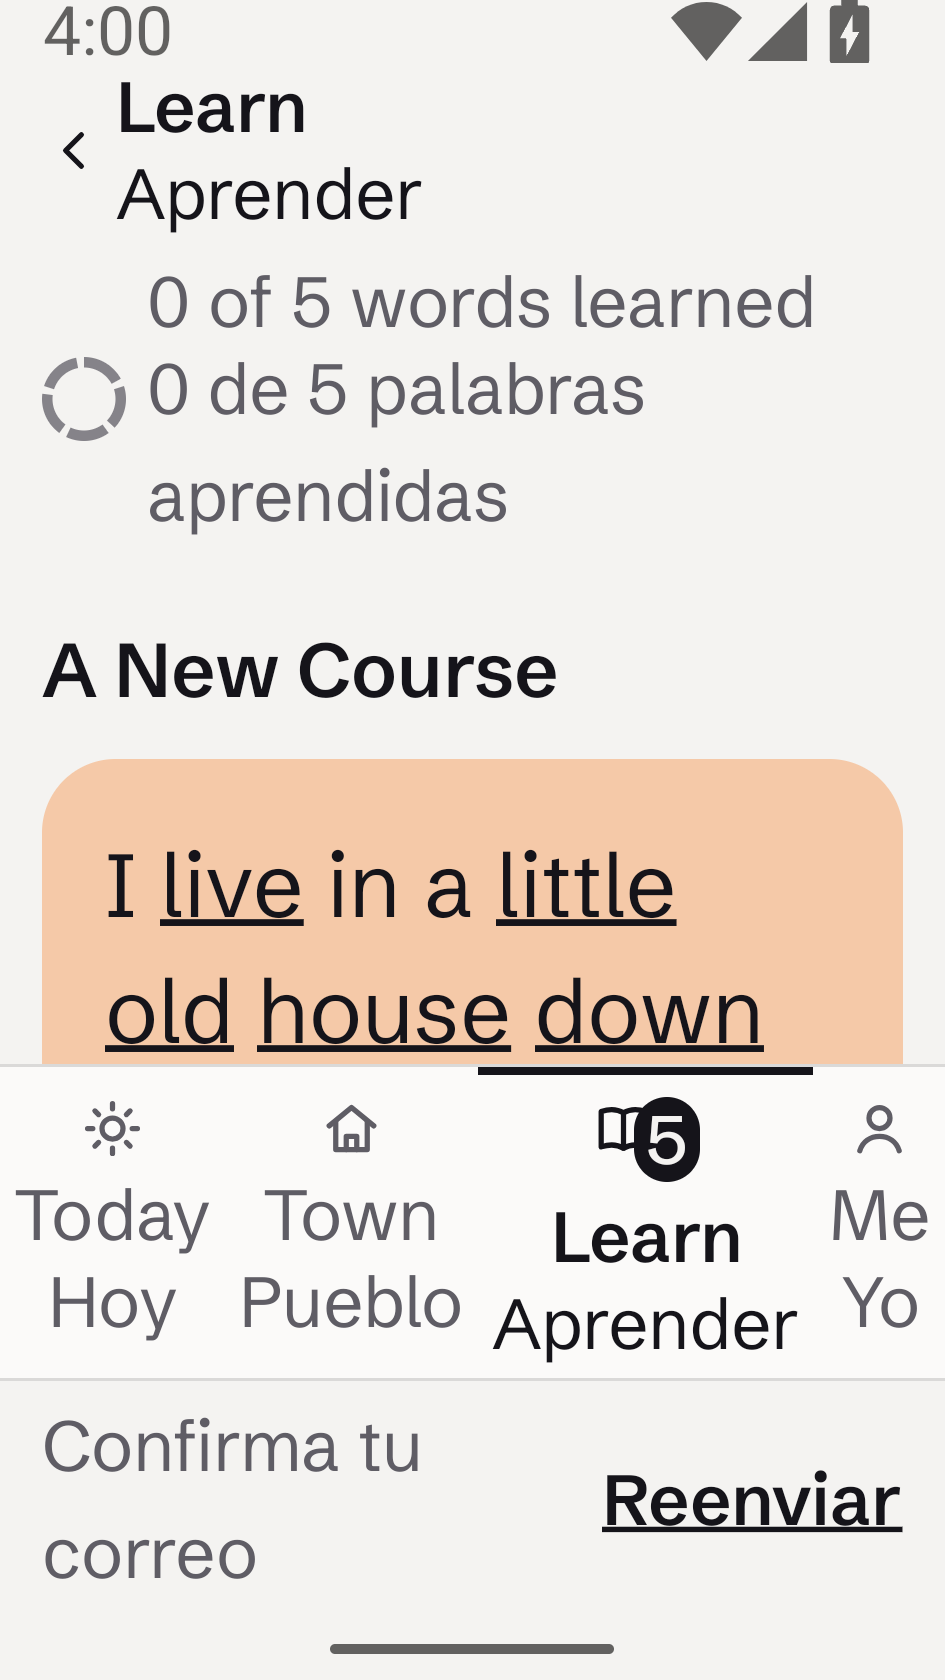 4:00
Learn
Aprender
0 of 5 words learned
0 de 5 palabras
aprendidas
A New Course
I live in a little
old house down
5
Today
Hoy
Town
Pueblo
Learn
Aprender
Me
Yo
Confirma tu
correo
Reenviar